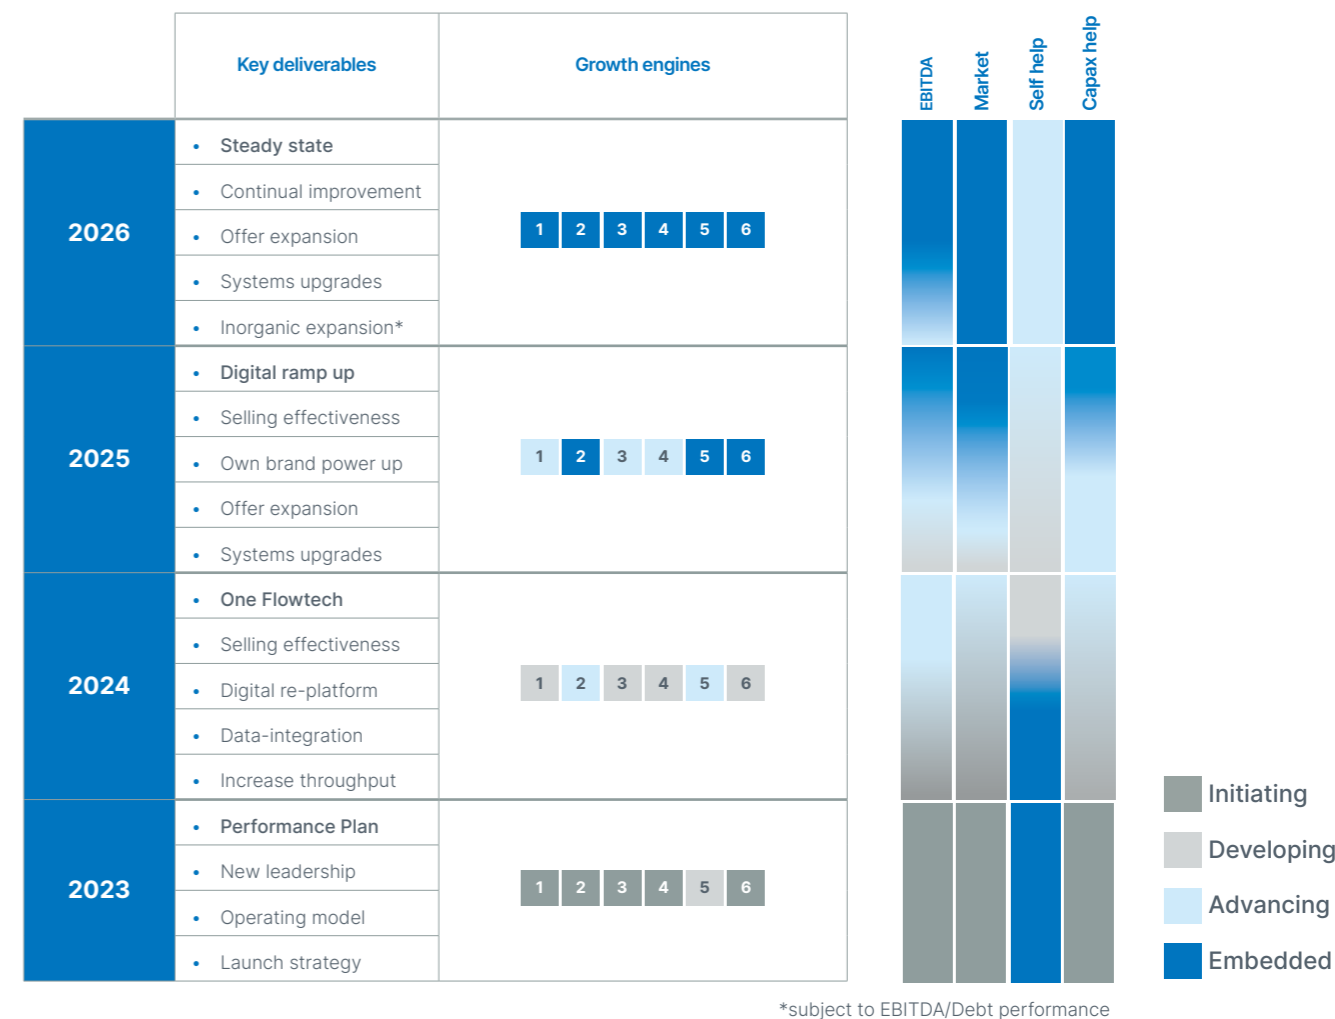 Key deliverables
Growth engines
EBITDA
Market
Self help
Capax help
2026
• Steady state
• Continual improvement
• Offer expansion
• Systems upgrades
• Inorganic expansion*
1 2 3 4 5 6
2025
• Digital ramp up
• Selling effectiveness
• Own brand power up
• Offer expansion
• Systems upgrades
1 2 3 4 5 6
2024
• One Flowtech
• Selling effectiveness
• Digital re-platform
• Data-integration
• Increase throughput
1 2 3 4 5 6
2023
• Performance Plan
• New leadership
• Operating model
• Launch strategy
1 2 3 4 5 6
Initiating
Developing
Advancing
Embedded
*subject to EBITDA/Debt performance